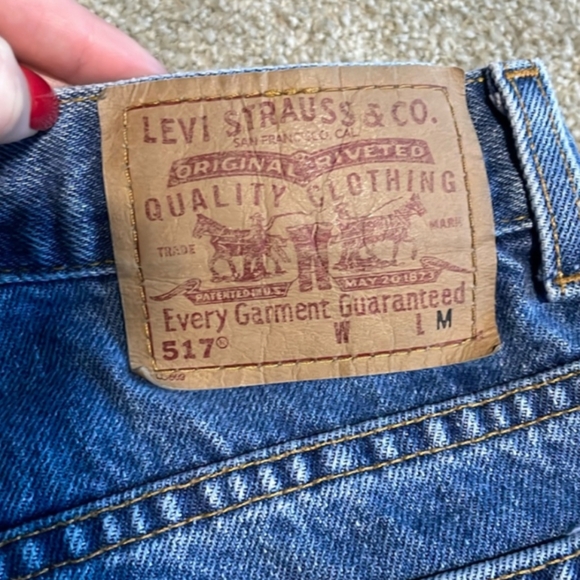 LEVI STRAUSS & CO.
SAN FRANCISCO, CAL.
ORIGINAL RIVETED
QUALITY CLOTHING
TRADE MARK
PATENTED IN U.S. MAY 20 1873
Every Garment Guaranteed
517® W L M